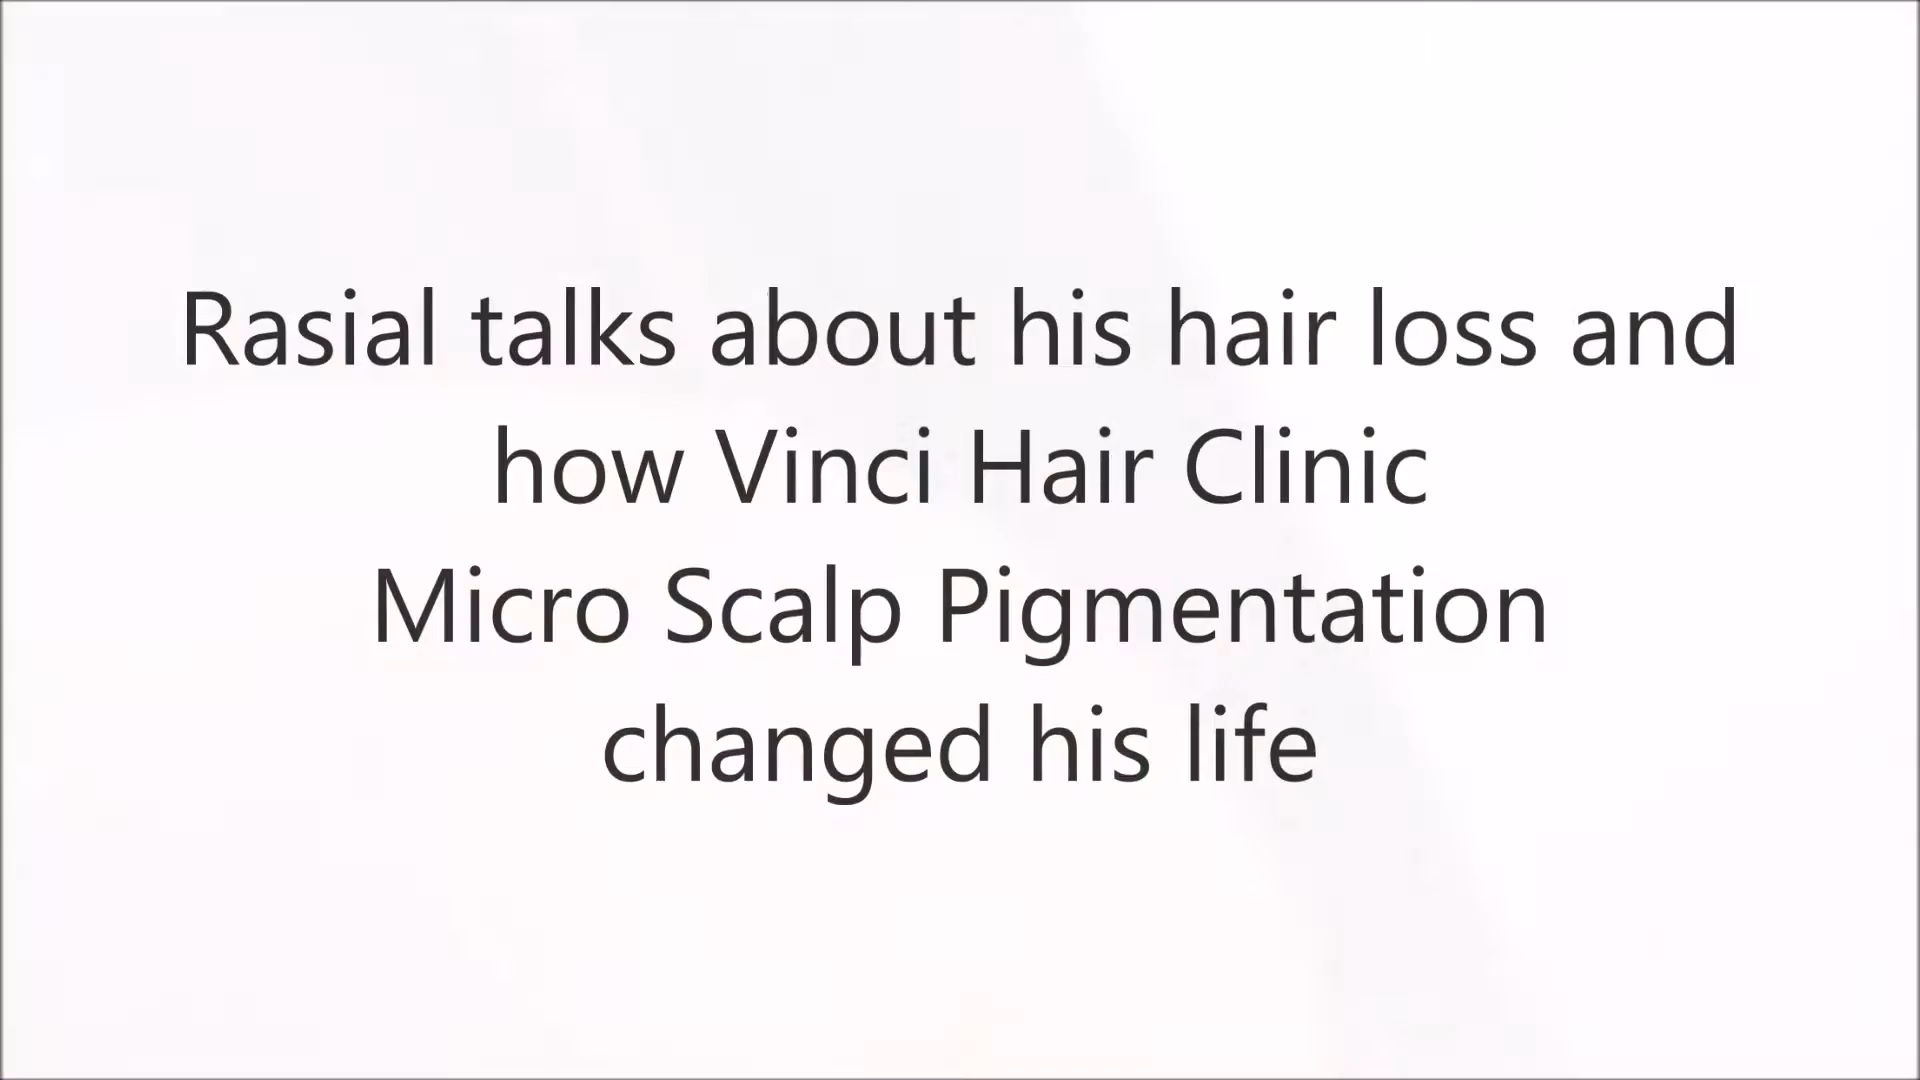 Rasial talks about his hair loss and
how Vinci Hair Clinic
Micro Scalp Pigmentation
changed his life